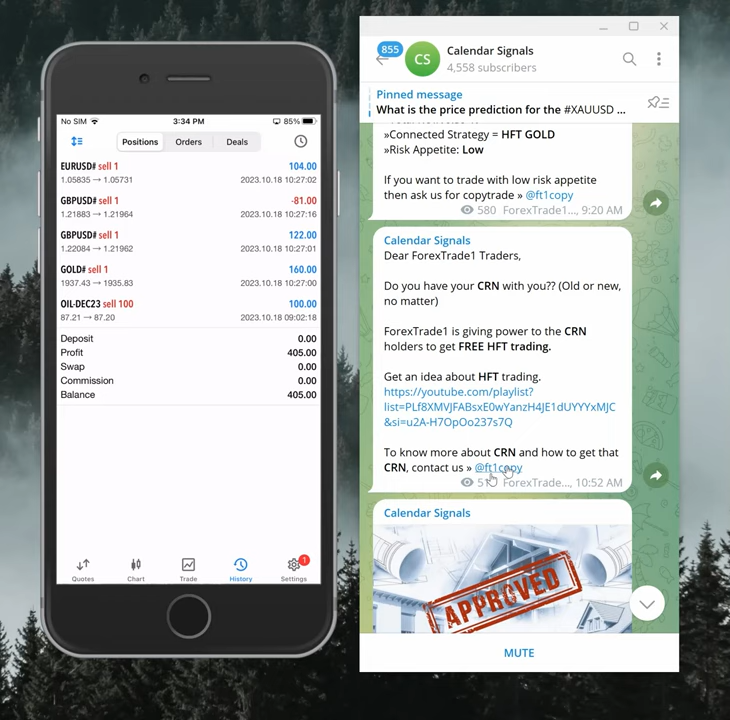 No SIM
3:34 PM
85%
Positions
Orders
Deals
EURUSD# sell 1
104.00
1.05835 → 1.05731
2023.10.18 10:27:02
GBPUSD# sell 1
-81.00
1.21883 → 1.21964
2023.10.18 10:27:16
GBPUSD# sell 1
122.00
1.22084 → 1.21962
2023.10.18 10:27:01
GOLD# sell 1
160.00
1937.43 → 1935.83
2023.10.18 10:27:00
OIL-DEC23 sell 100
100.00
87.21 → 87.20
2023.10.18 09:02:18
Deposit 0.00
Profit 405.00
Swap 0.00
Commission 0.00
Balance 405.00
Quotes
Chart
Trade
History
Settings
1
855
CS
Calendar Signals
4,558 subscribers
Pinned message
What is the price prediction for the #XAUUSD ...
»Connected Strategy = HFT GOLD
»Risk Appetite: Low
If you want to trade with low risk appetite
then ask us for copytrade » @ft1copy
580 ForexTrade1..., 9:20 AM
Calendar Signals
Dear ForexTrade1 Traders,
Do you have your CRN with you?? (Old or new,
no matter)
ForexTrade1 is giving power to the CRN
holders to get FREE HFT trading.
Get an idea about HFT trading.
https://youtube.com/playlist?
list=PLf8XMVJFABsxE0wYanzH4JE1dUYYYxMJC
&si=u2A-H7OpOo237s7Q
To know more about CRN and how to get that
CRN, contact us » @ft1copy
ForexTrade..., 10:52 AM
Calendar Signals
APPROVED
MUTE